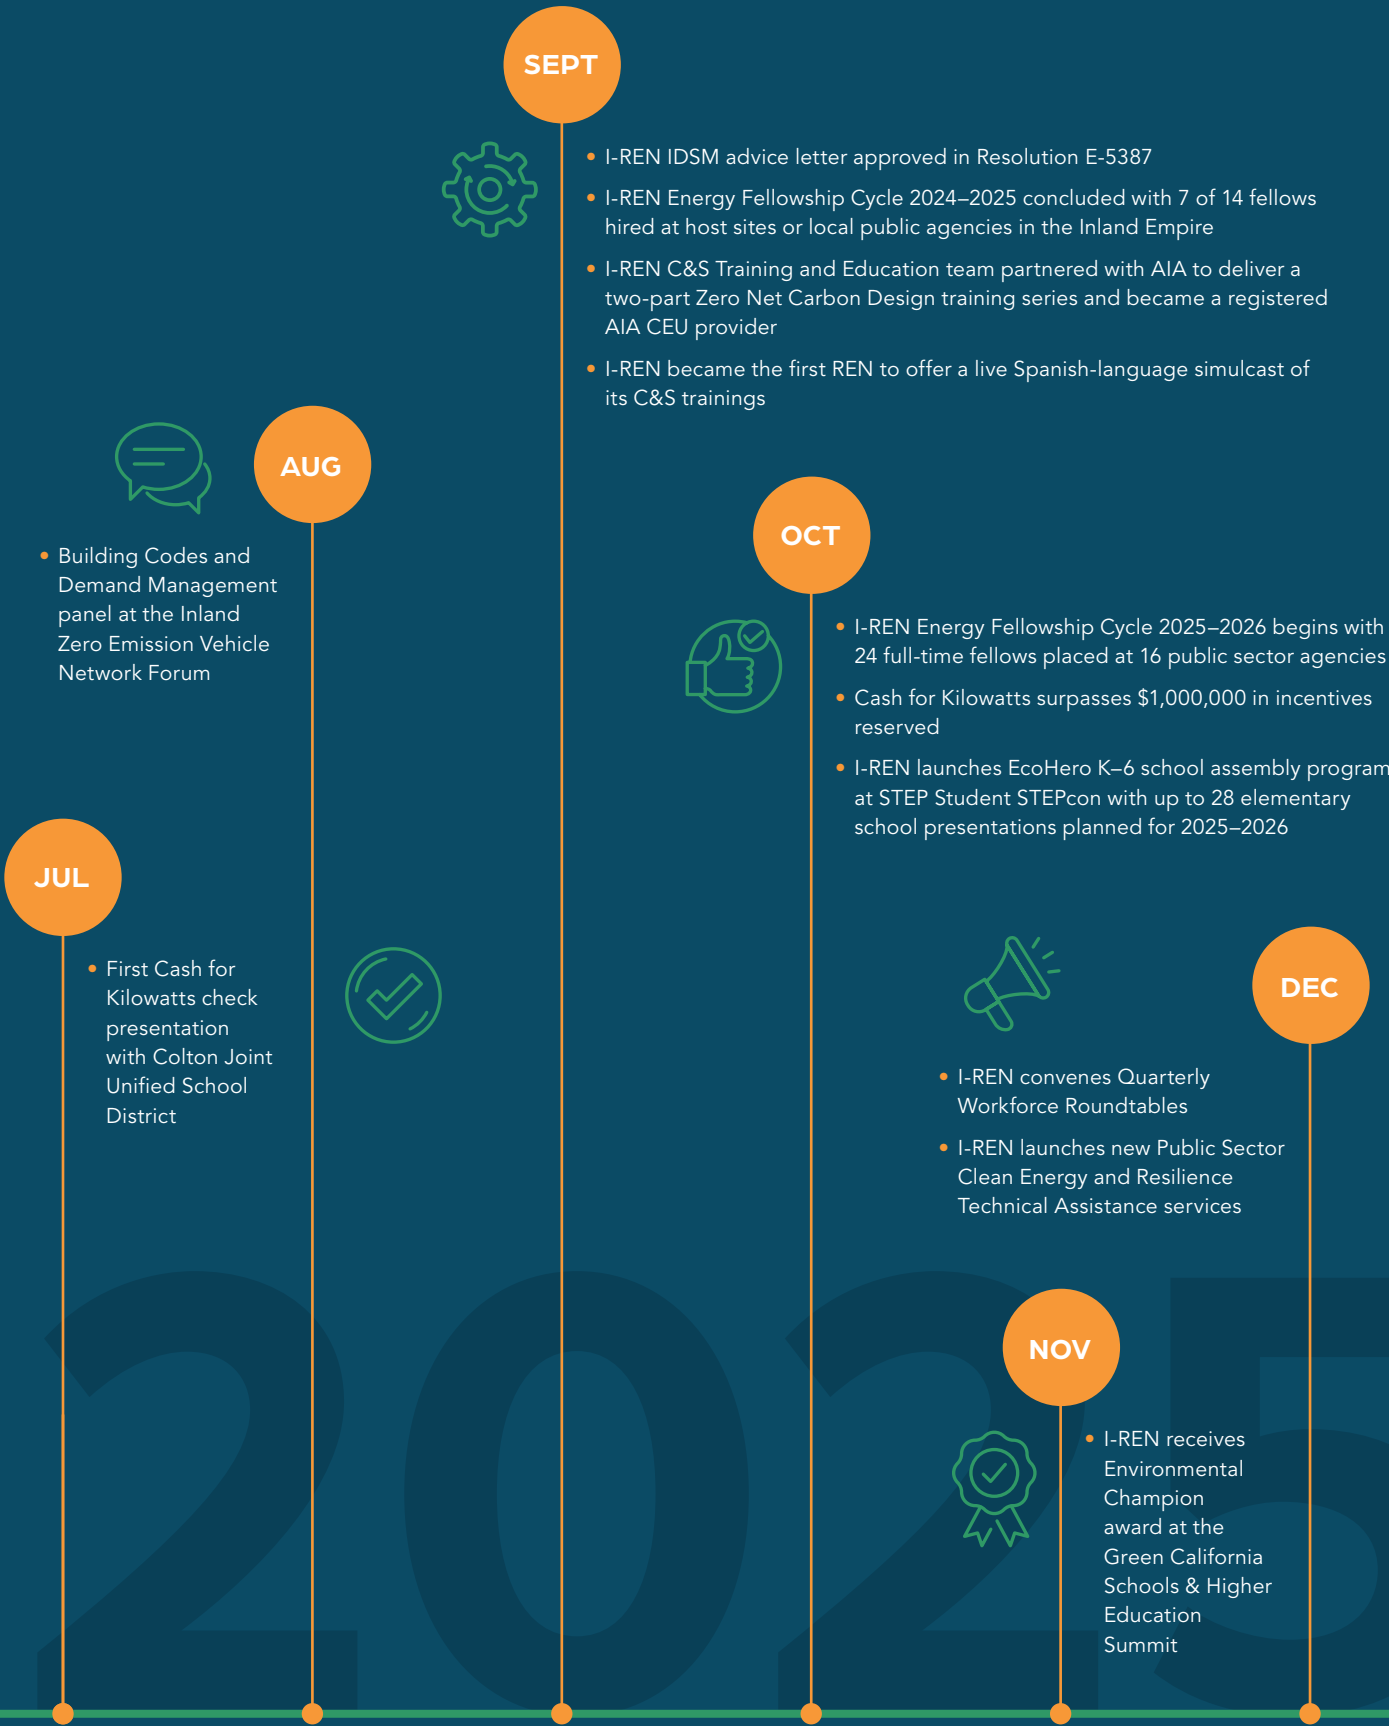 SEPT
• I-REN IDSM advice letter approved in Resolution E-5387
• I-REN Energy Fellowship Cycle 2024–2025 concluded with 7 of 14 fellows
hired at host sites or local public agencies in the Inland Empire
• I-REN C&S Training and Education team partnered with AIA to deliver a
two-part Zero Net Carbon Design training series and became a registered
AIA CEU provider
• I-REN became the first REN to offer a live Spanish-language simulcast of
its C&S trainings
AUG
• Building Codes and
Demand Management
panel at the Inland
Zero Emission Vehicle
Network Forum
OCT
• I-REN Energy Fellowship Cycle 2025–2026 begins with
24 full-time fellows placed at 16 public sector agencies
• Cash for Kilowatts surpasses $1,000,000 in incentives
reserved
• I-REN launches EcoHero K–6 school assembly program
at STEP Student STEPcon with up to 28 elementary
school presentations planned for 2025–2026
JUL
• First Cash for
Kilowatts check
presentation
with Colton Joint
Unified School
District
DEC
• I-REN convenes Quarterly
Workforce Roundtables
• I-REN launches new Public Sector
Clean Energy and Resilience
Technical Assistance services
NOV
• I-REN receives
Environmental
Champion
award at the
Green California
Schools & Higher
Education
Summit
2025